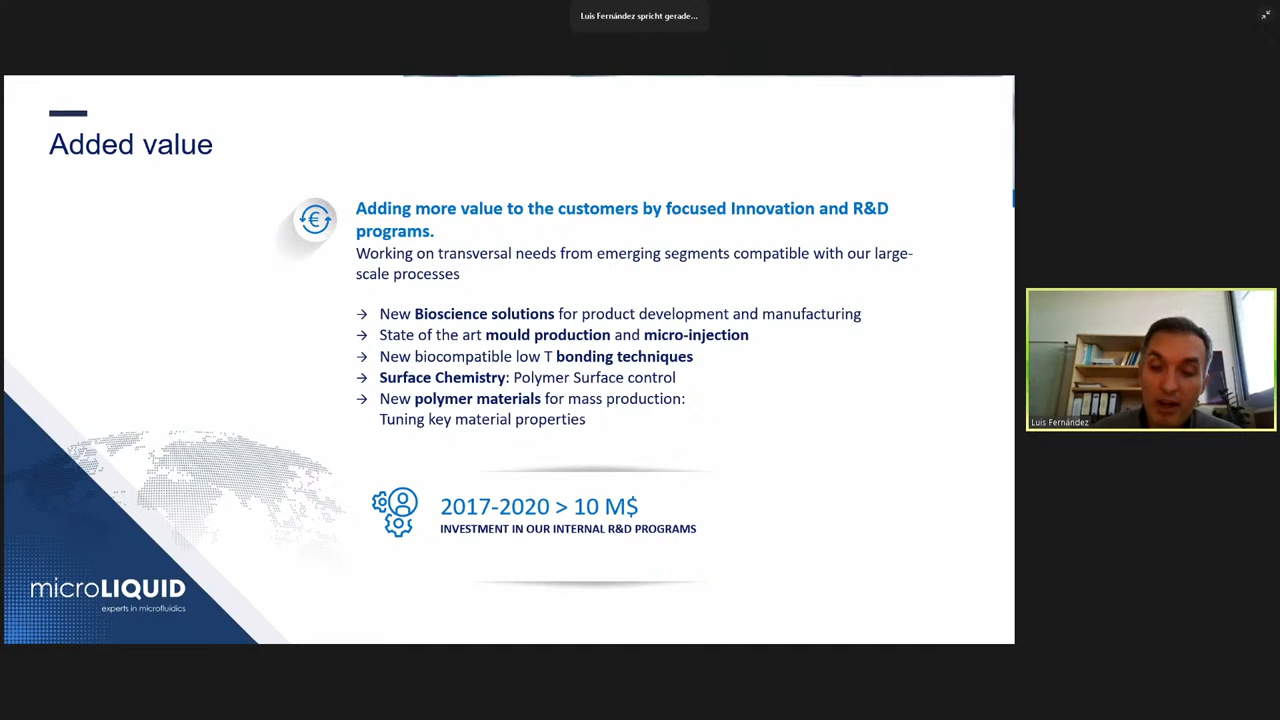 Luis Fernández spricht gerade...
Added value
€
Adding more value to the customers by focused Innovation and R&D
programs.
Working on transversal needs from emerging segments compatible with our large-
scale processes
→ New Bioscience solutions for product development and manufacturing
→ State of the art mould production and micro-injection
→ New biocompatible low T bonding techniques
→ Surface Chemistry: Polymer Surface control
→ New polymer materials for mass production:
Tuning key material properties
2017-2020 > 10 M$
INVESTMENT IN OUR INTERNAL R&D PROGRAMS
microLIQUID
experts in microfluidics
Luis Fernández